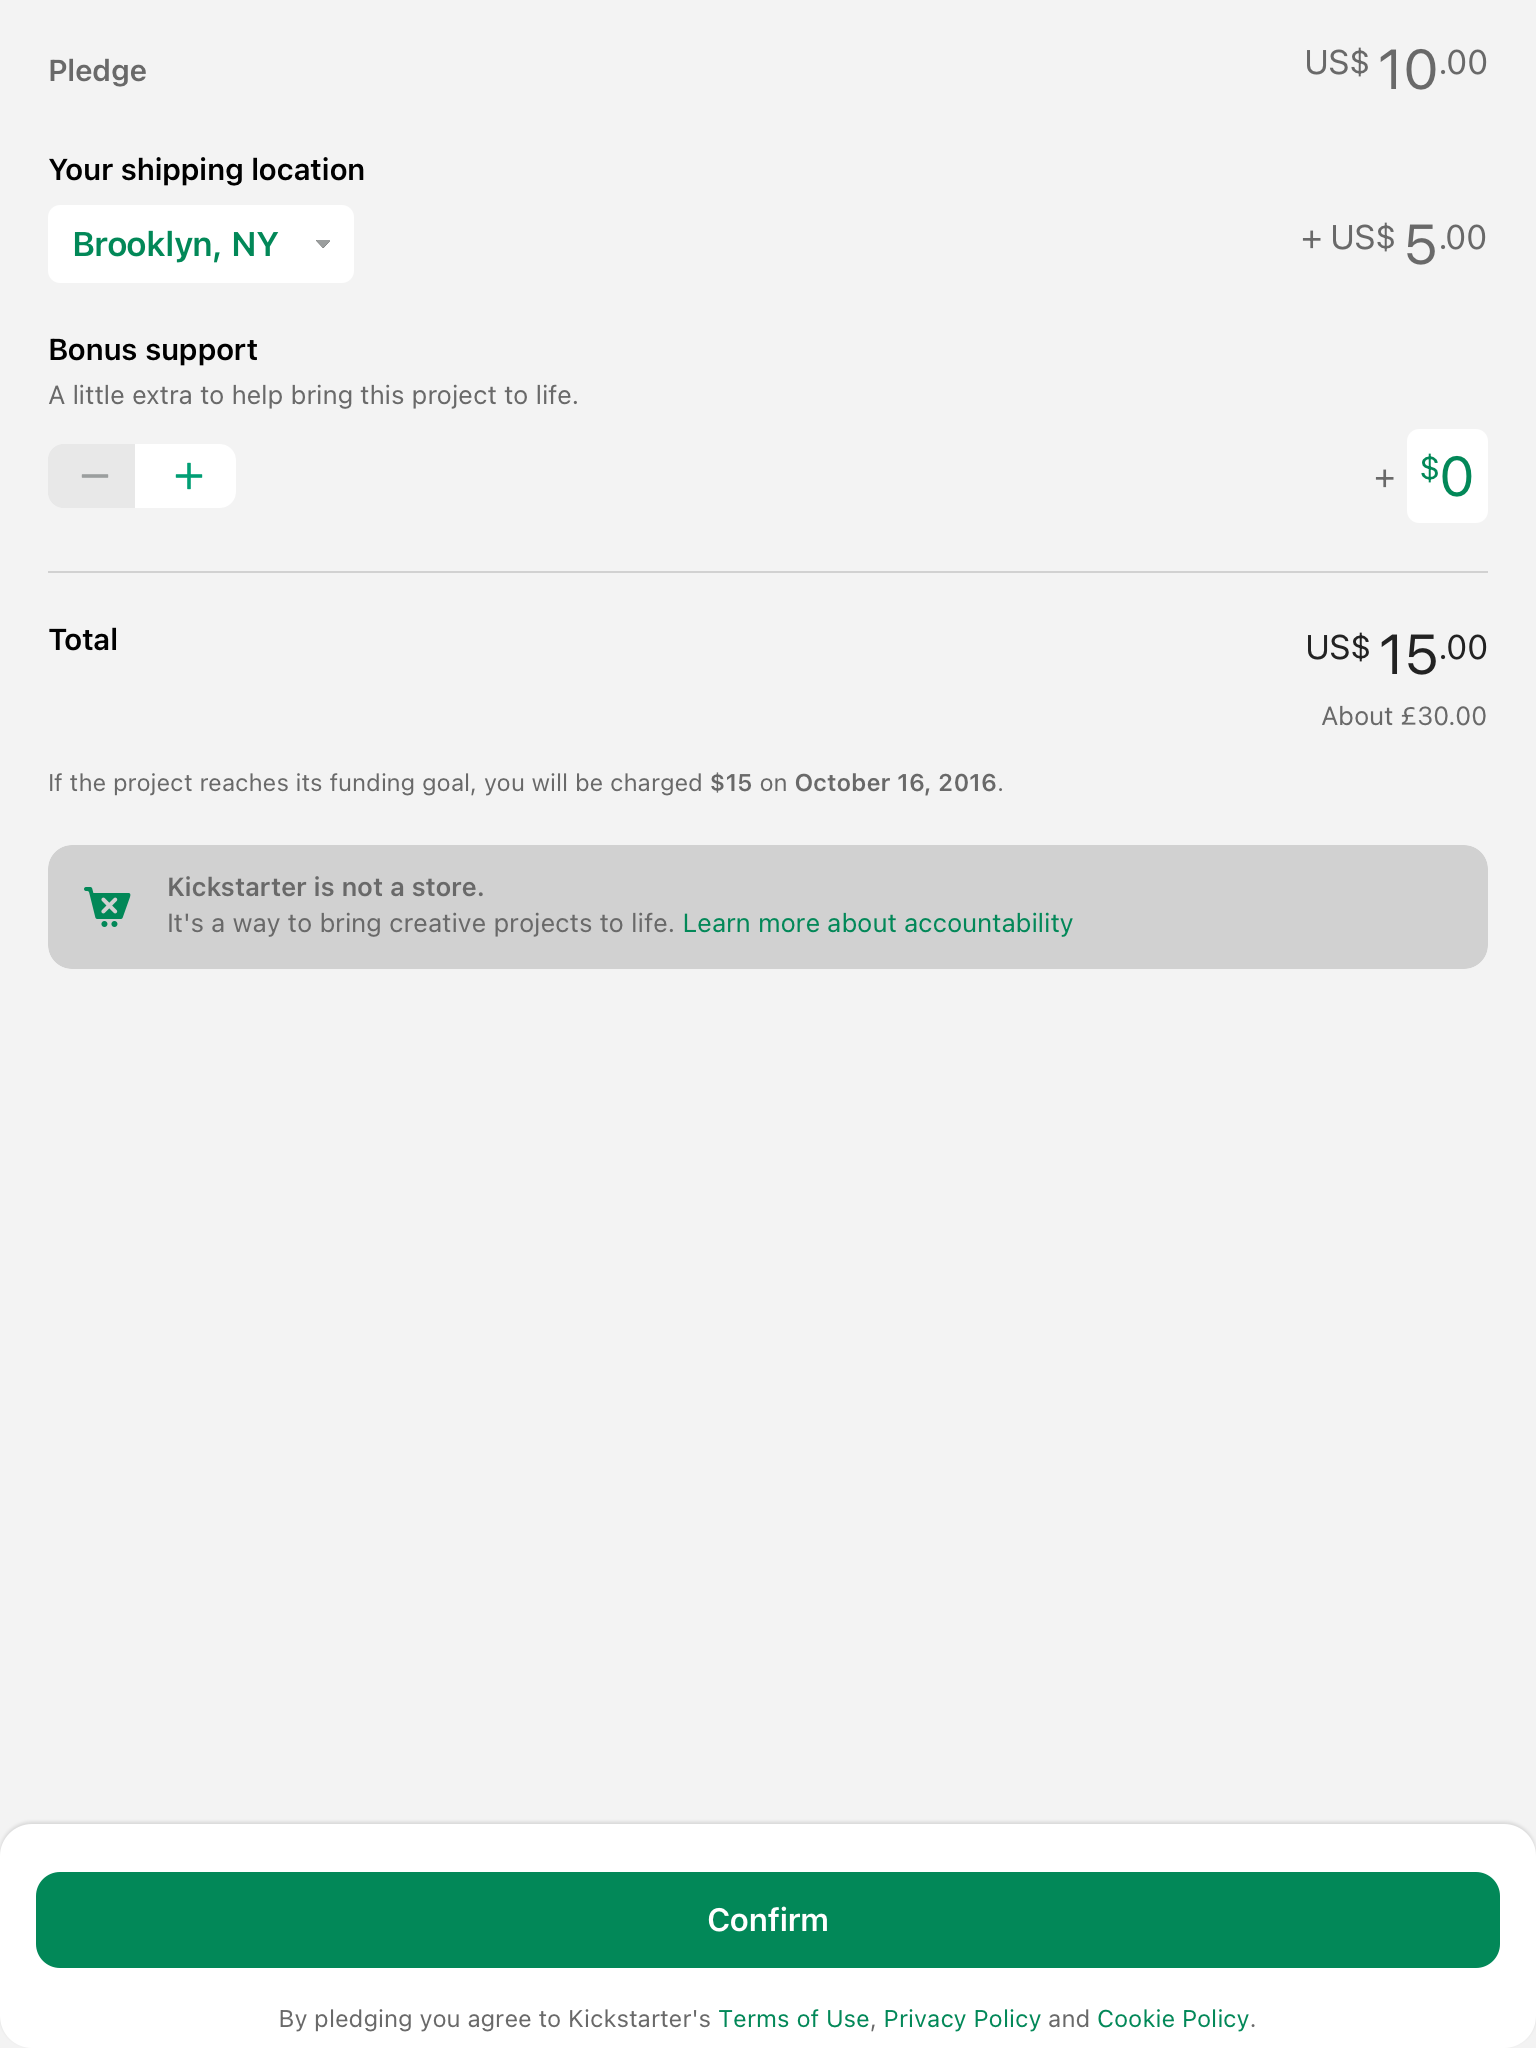 Pledge
US$ 10.00
Your shipping location
Brooklyn, NY
+ US$ 5.00
Bonus support
A little extra to help bring this project to life.
− +
+ $0
Total
US$ 15.00
About £30.00
If the project reaches its funding goal, you will be charged $15 on October 16, 2016.
Kickstarter is not a store.
It's a way to bring creative projects to life. Learn more about accountability
Confirm
By pledging you agree to Kickstarter's Terms of Use, Privacy Policy and Cookie Policy.